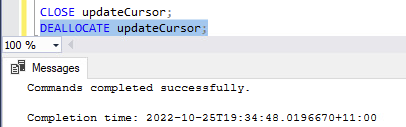 CLOSE updateCursor;
DEALLOCATE updateCursor;
100 %
Messages
Commands completed successfully.
Completion time: 2022-10-25T19:34:48.0196670+11:00